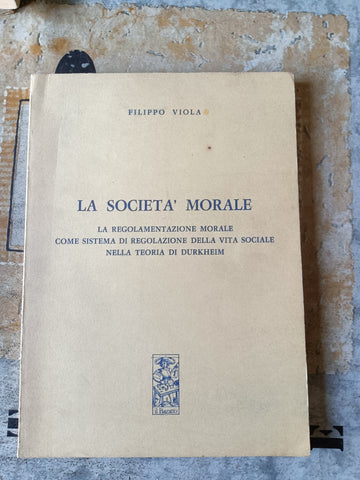 FILIPPO VIOLA
LA SOCIETA' MORALE
LA REGOLAMENTAZIONE MORALE
COME SISTEMA DI REGOLAZIONE DELLA VITA SOCIALE
NELLA TEORIA DI DURKHEIM